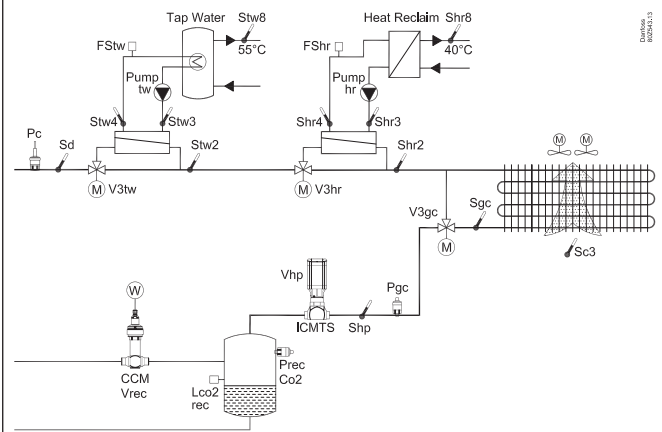 Tap Water
Stw8
Heat Reclaim
Shr8
Danfoss
80Z543.13
FStw
55°C
FShr
40°C
Pump
tw
Pump
hr
Stw4
Stw3
Shr4
Shr3
M
M
Pc
Sd
Stw2
Shr2
M
V3tw
M
V3hr
V3gc
Sgc
M
Sc3
Vhp
Pgc
W
ICMTS
Shp
CCM
Vrec
Prec
Co2
Lco2
rec